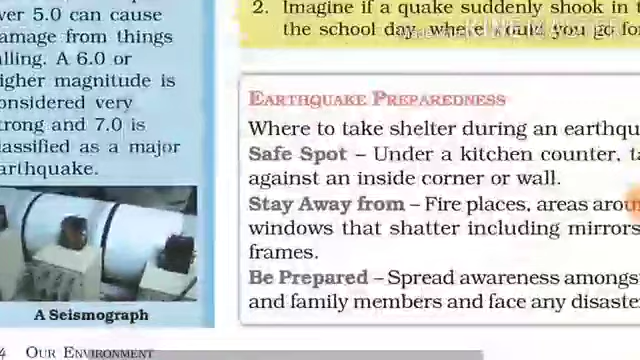 ver 5.0 can cause
amage from things
lling. A 6.0 or
igher magnitude is
onsidered very
trong and 7.0 is
lassified as a major
arthquake.
A Seismograph
2. Imagine if a quake suddenly shook in t
the school day, where would you go for
EARTHQUAKE PREPAREDNESS
Where to take shelter during an earthqu
Safe Spot – Under a kitchen counter, ta
against an inside corner or wall.
Stay Away from – Fire places, areas arou
windows that shatter including mirrors
frames.
Be Prepared – Spread awareness amongs
and family members and face any disaste
4 OUR ENVIRONMENT